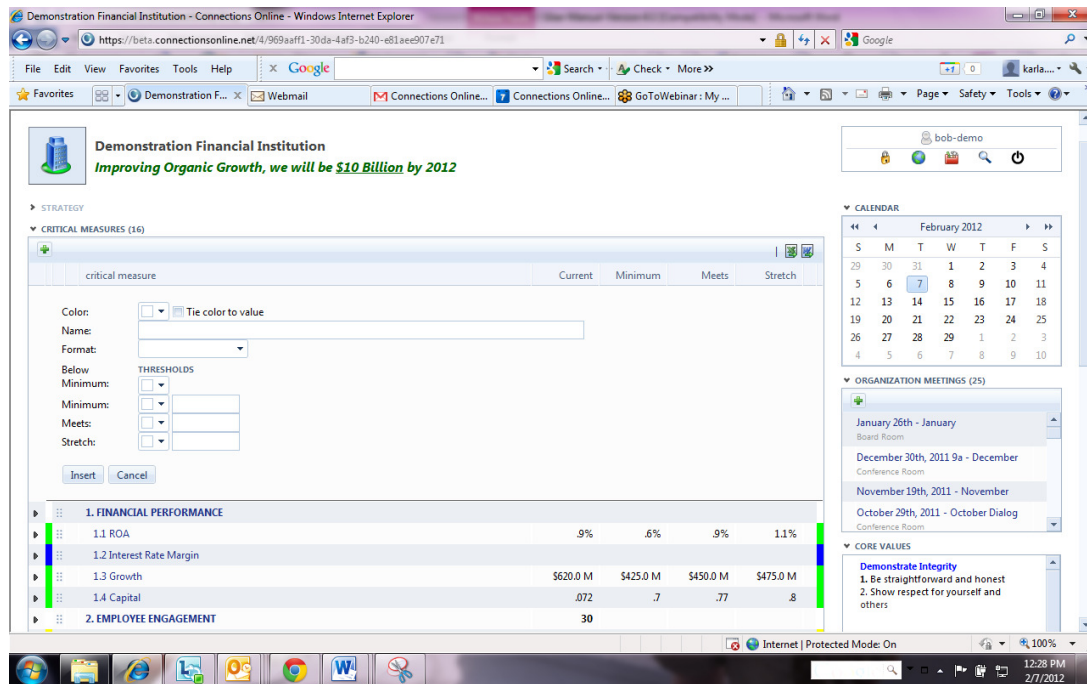 Demonstration Financial Institution - Connections Online - Windows Internet Explorer
https://beta.connectionsonline.net/4/969aaff1-30da-4af3-b240-e81aee907e71
Google
File Edit View Favorites Tools Help
x Google
Search
Check
More >>
+1 0
karla....
Favorites
Demonstration F... X
Webmail
Connections Online...
Connections Online...
GoToWebinar : My ...
Page Safety Tools
Demonstration Financial Institution
Improving Organic Growth, we will be $10 Billion by 2012
bob-demo
STRATEGY
CRITICAL MEASURES (16)
critical measure Current Minimum Meets Stretch
Color: Tie color to value
Name:
Format:
Below Minimum: THRESHOLDS
Minimum:
Meets:
Stretch:
Insert Cancel
1. FINANCIAL PERFORMANCE
1.1 ROA .9% .6% .9% 1.1%
1.2 Interest Rate Margin
1.3 Growth $620.0 M $425.0 M $450.0 M $475.0 M
1.4 Capital .072 .7 .77 .8
2. EMPLOYEE ENGAGEMENT 30
CALENDAR
February 2012
S M T W T F S
29 30 31 1 2 3 4
5 6 7 8 9 10 11
12 13 14 15 16 17 18
19 20 21 22 23 24 25
26 27 28 29 1 2 3
4 5 6 7 8 9 10
ORGANIZATION MEETINGS (25)
January 26th - January
Board Room
December 30th, 2011 9a - December
Conference Room
November 19th, 2011 - November
October 29th, 2011 - October Dialog
Conference Room
CORE VALUES
Demonstrate Integrity
1. Be straightforward and honest
2. Show respect for yourself and
others
Internet | Protected Mode: On
100%
12:28 PM
2/7/2012